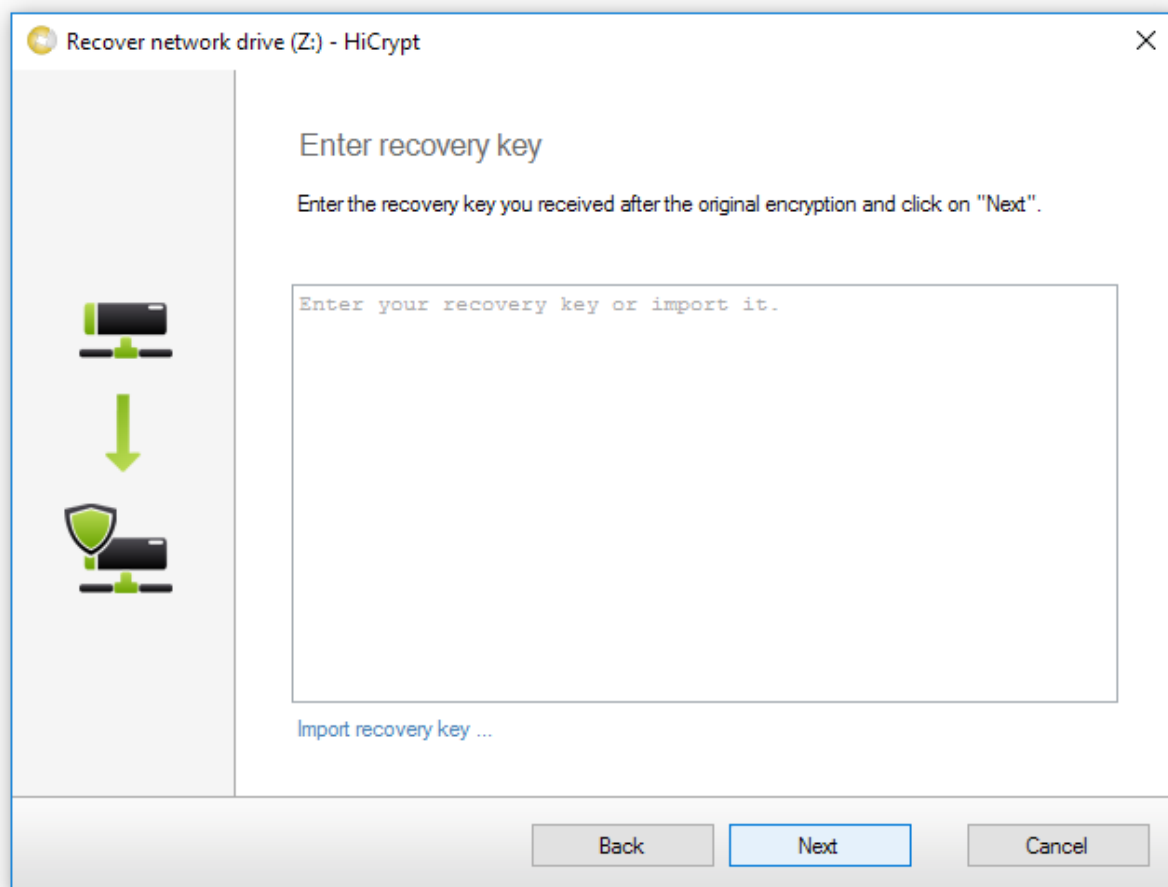 Recover network drive (Z:) - HiCrypt
Enter recovery key
Enter the recovery key you received after the original encryption and click on "Next".
Enter your recovery key or import it.
Import recovery key ...
Back
Next
Cancel